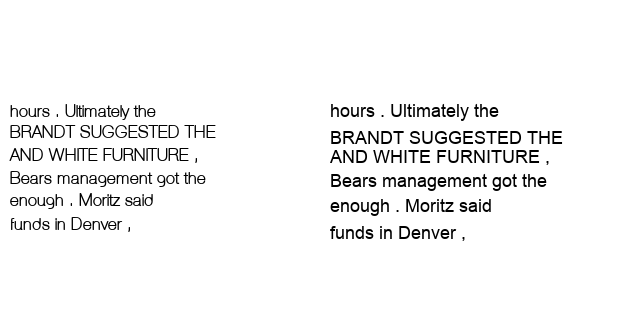 hours . Ultimately the
BRANDT SUGGESTED THE
AND WHITE FURNITURE ,
Bears management got the
enough . Moritz said
funds in Denver ,
hours . Ultimately the
BRANDT SUGGESTED THE
AND WHITE FURNITURE ,
Bears management got the
enough . Moritz said
funds in Denver ,